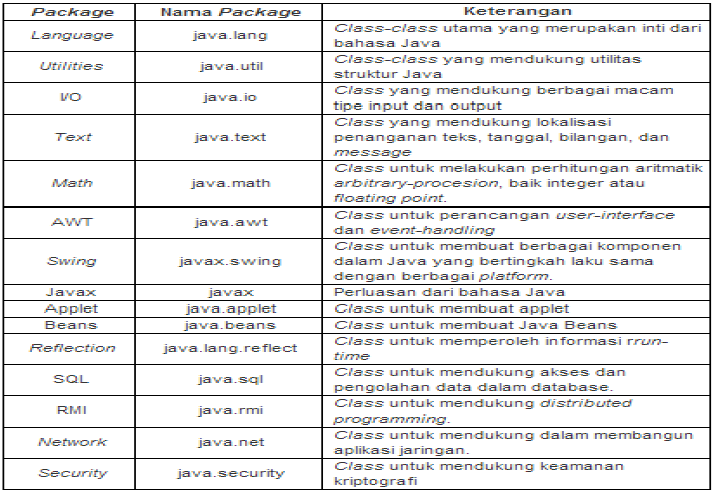 Package Nama Package Keterangan
Language java.lang Class-class utama yang merupakan inti dari
bahasa Java
Utilities java.util Class-class yang mendukung utilitas
struktur Java
I/O java.io Class yang mendukung berbagai macam
tipe input dan output
Text java.text Class yang mendukung lokalisasi
penanganan teks, tanggal, bilangan, dan
message
Math java.math Class untuk melakukan perhitungan aritmatik
arbitrary-procesion, baik integer atau
floating point.
AWT java.awt Class untuk perancangan user-interface
dan event-handling
Swing javax.swing Class untuk membuat berbagai komponen
dalam Java yang bertingkah laku sama
dengan berbagai platform.
Javax javax Perluasan dari bahasa Java
Applet java.applet Class untuk membuat applet
Beans java.beans Class untuk membuat Java Beans
Reflection java.lang.reflect Class untuk memperoleh informasi rrun-
time
SQL java.sql Class untuk mendukung akses dan
pengolahan data dalam database.
RMI java.rmi Class untuk mendukung distributed
programming.
Network java.net Class untuk mendukung dalam membangun
aplikasi jaringan.
Security java.security Class untuk mendukung keamanan
kriptografi